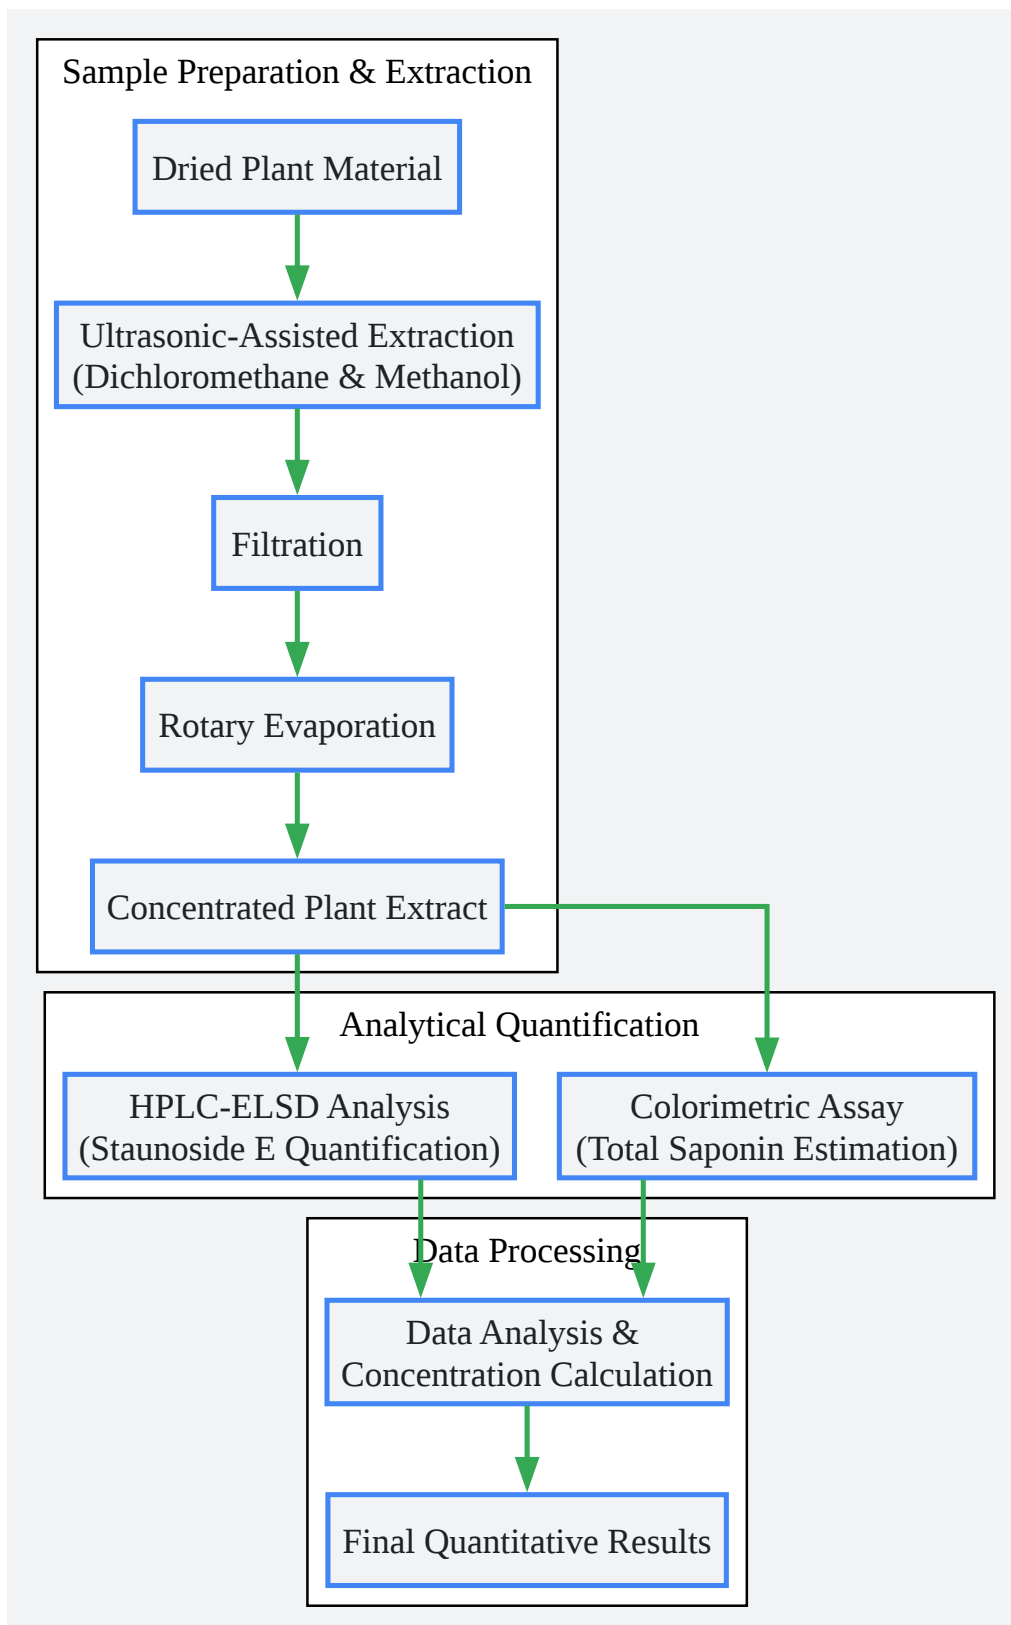 Sample Preparation & Extraction
Dried Plant Material
Ultrasonic-Assisted Extraction
(Dichloromethane & Methanol)
Filtration
Rotary Evaporation
Concentrated Plant Extract
Analytical Quantification
HPLC-ELSD Analysis
(Staunoside E Quantification)
Colorimetric Assay
(Total Saponin Estimation)
Data Processing
Data Analysis &
Concentration Calculation
Final Quantitative Results